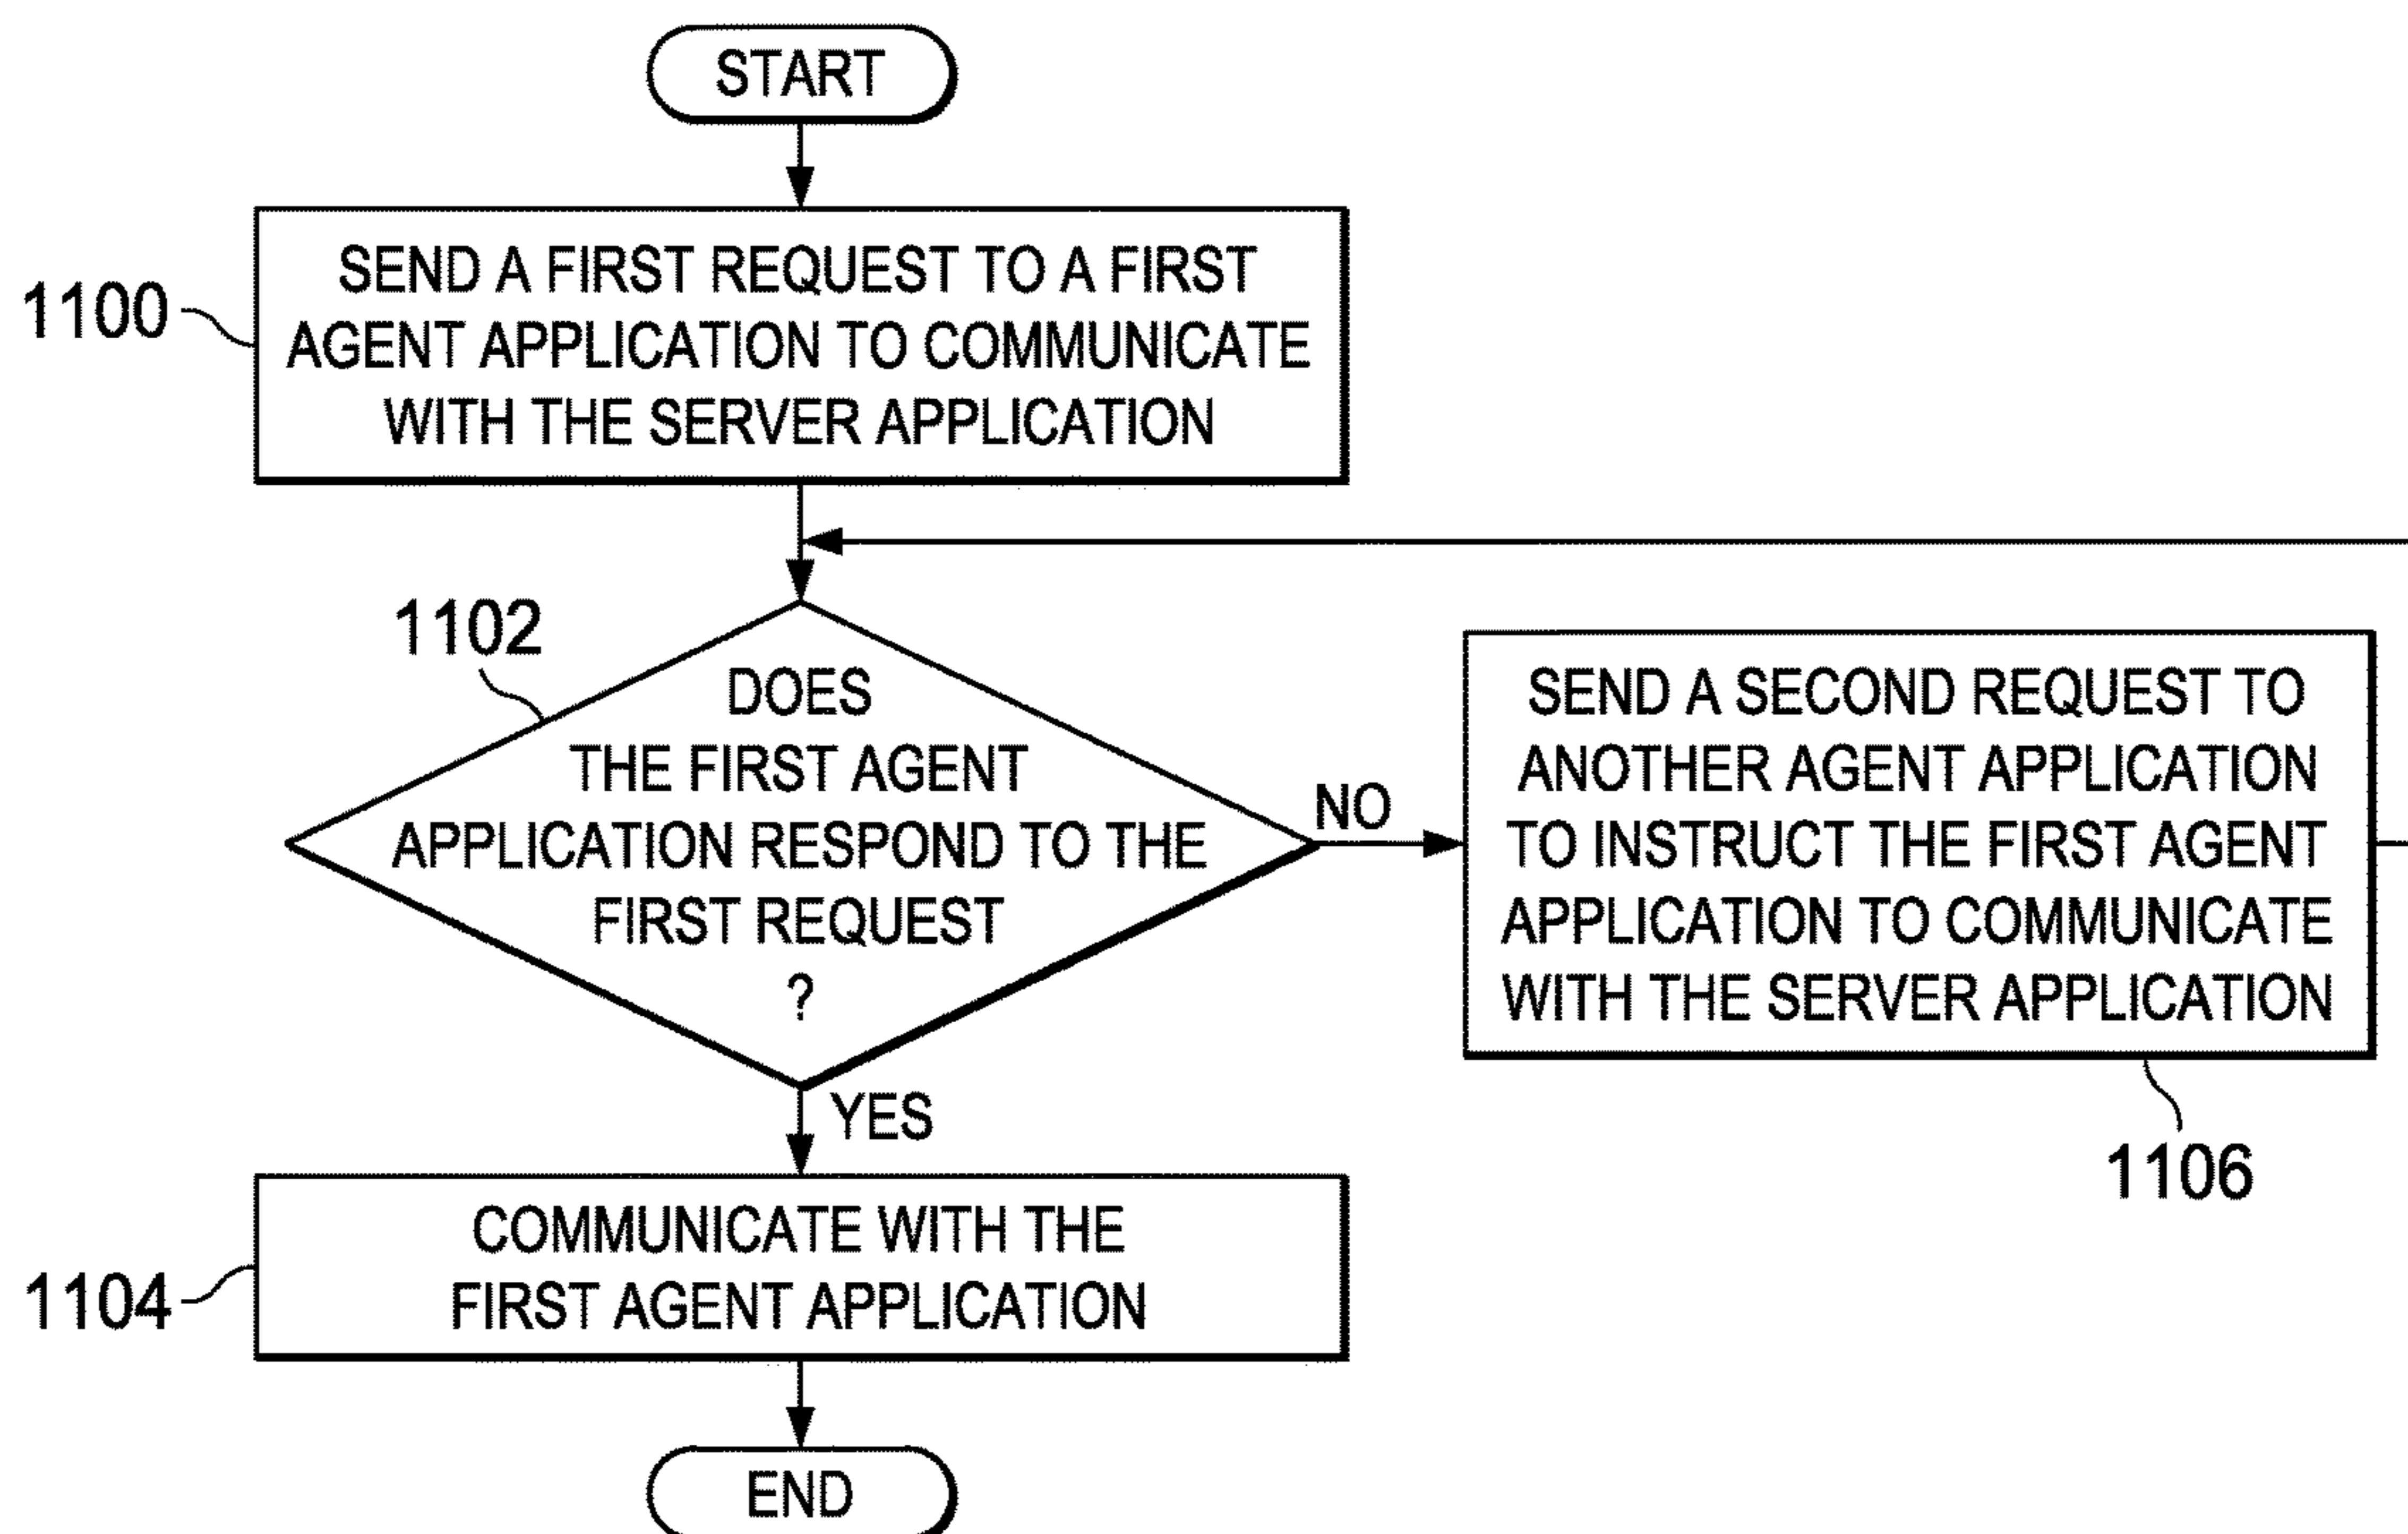 START
1100
SEND A FIRST REQUEST TO A FIRST
AGENT APPLICATION TO COMMUNICATE
WITH THE SERVER APPLICATION
1102
DOES
THE FIRST AGENT
APPLICATION RESPOND TO THE
FIRST REQUEST
?
NO
SEND A SECOND REQUEST TO
ANOTHER AGENT APPLICATION
TO INSTRUCT THE FIRST AGENT
APPLICATION TO COMMUNICATE
WITH THE SERVER APPLICATION
1106
YES
1104
COMMUNICATE WITH THE
FIRST AGENT APPLICATION
END